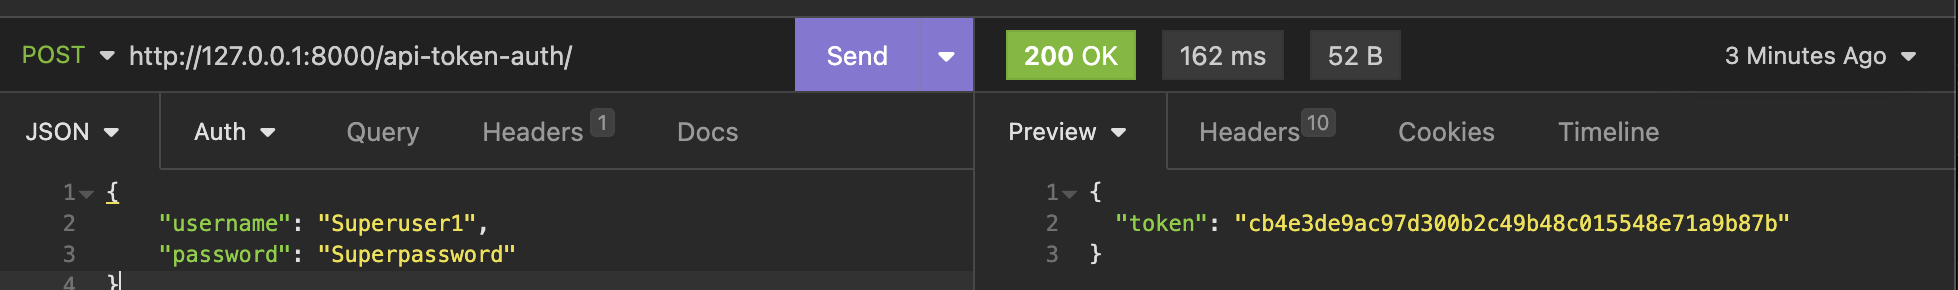 POST http://127.0.0.1:8000/api-token-auth/ Send 200 OK 162 ms 52 B 3 Minutes Ago
JSON Auth Query Headers 1 Docs Preview Headers 10 Cookies Timeline
1 {
2 "username": "Superuser1",
3 "password": "Superpassword"
4 }
1 {
2 "token": "cb4e3de9ac97d300b2c49b48c015548e71a9b87b"
3 }